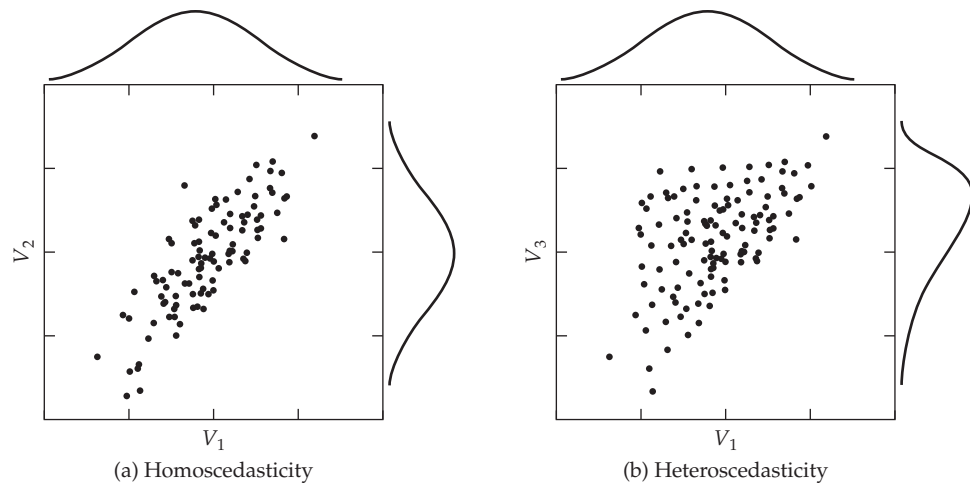 V₂
V₁
(a) Homoscedasticity
V₃
V₁
(b) Heteroscedasticity